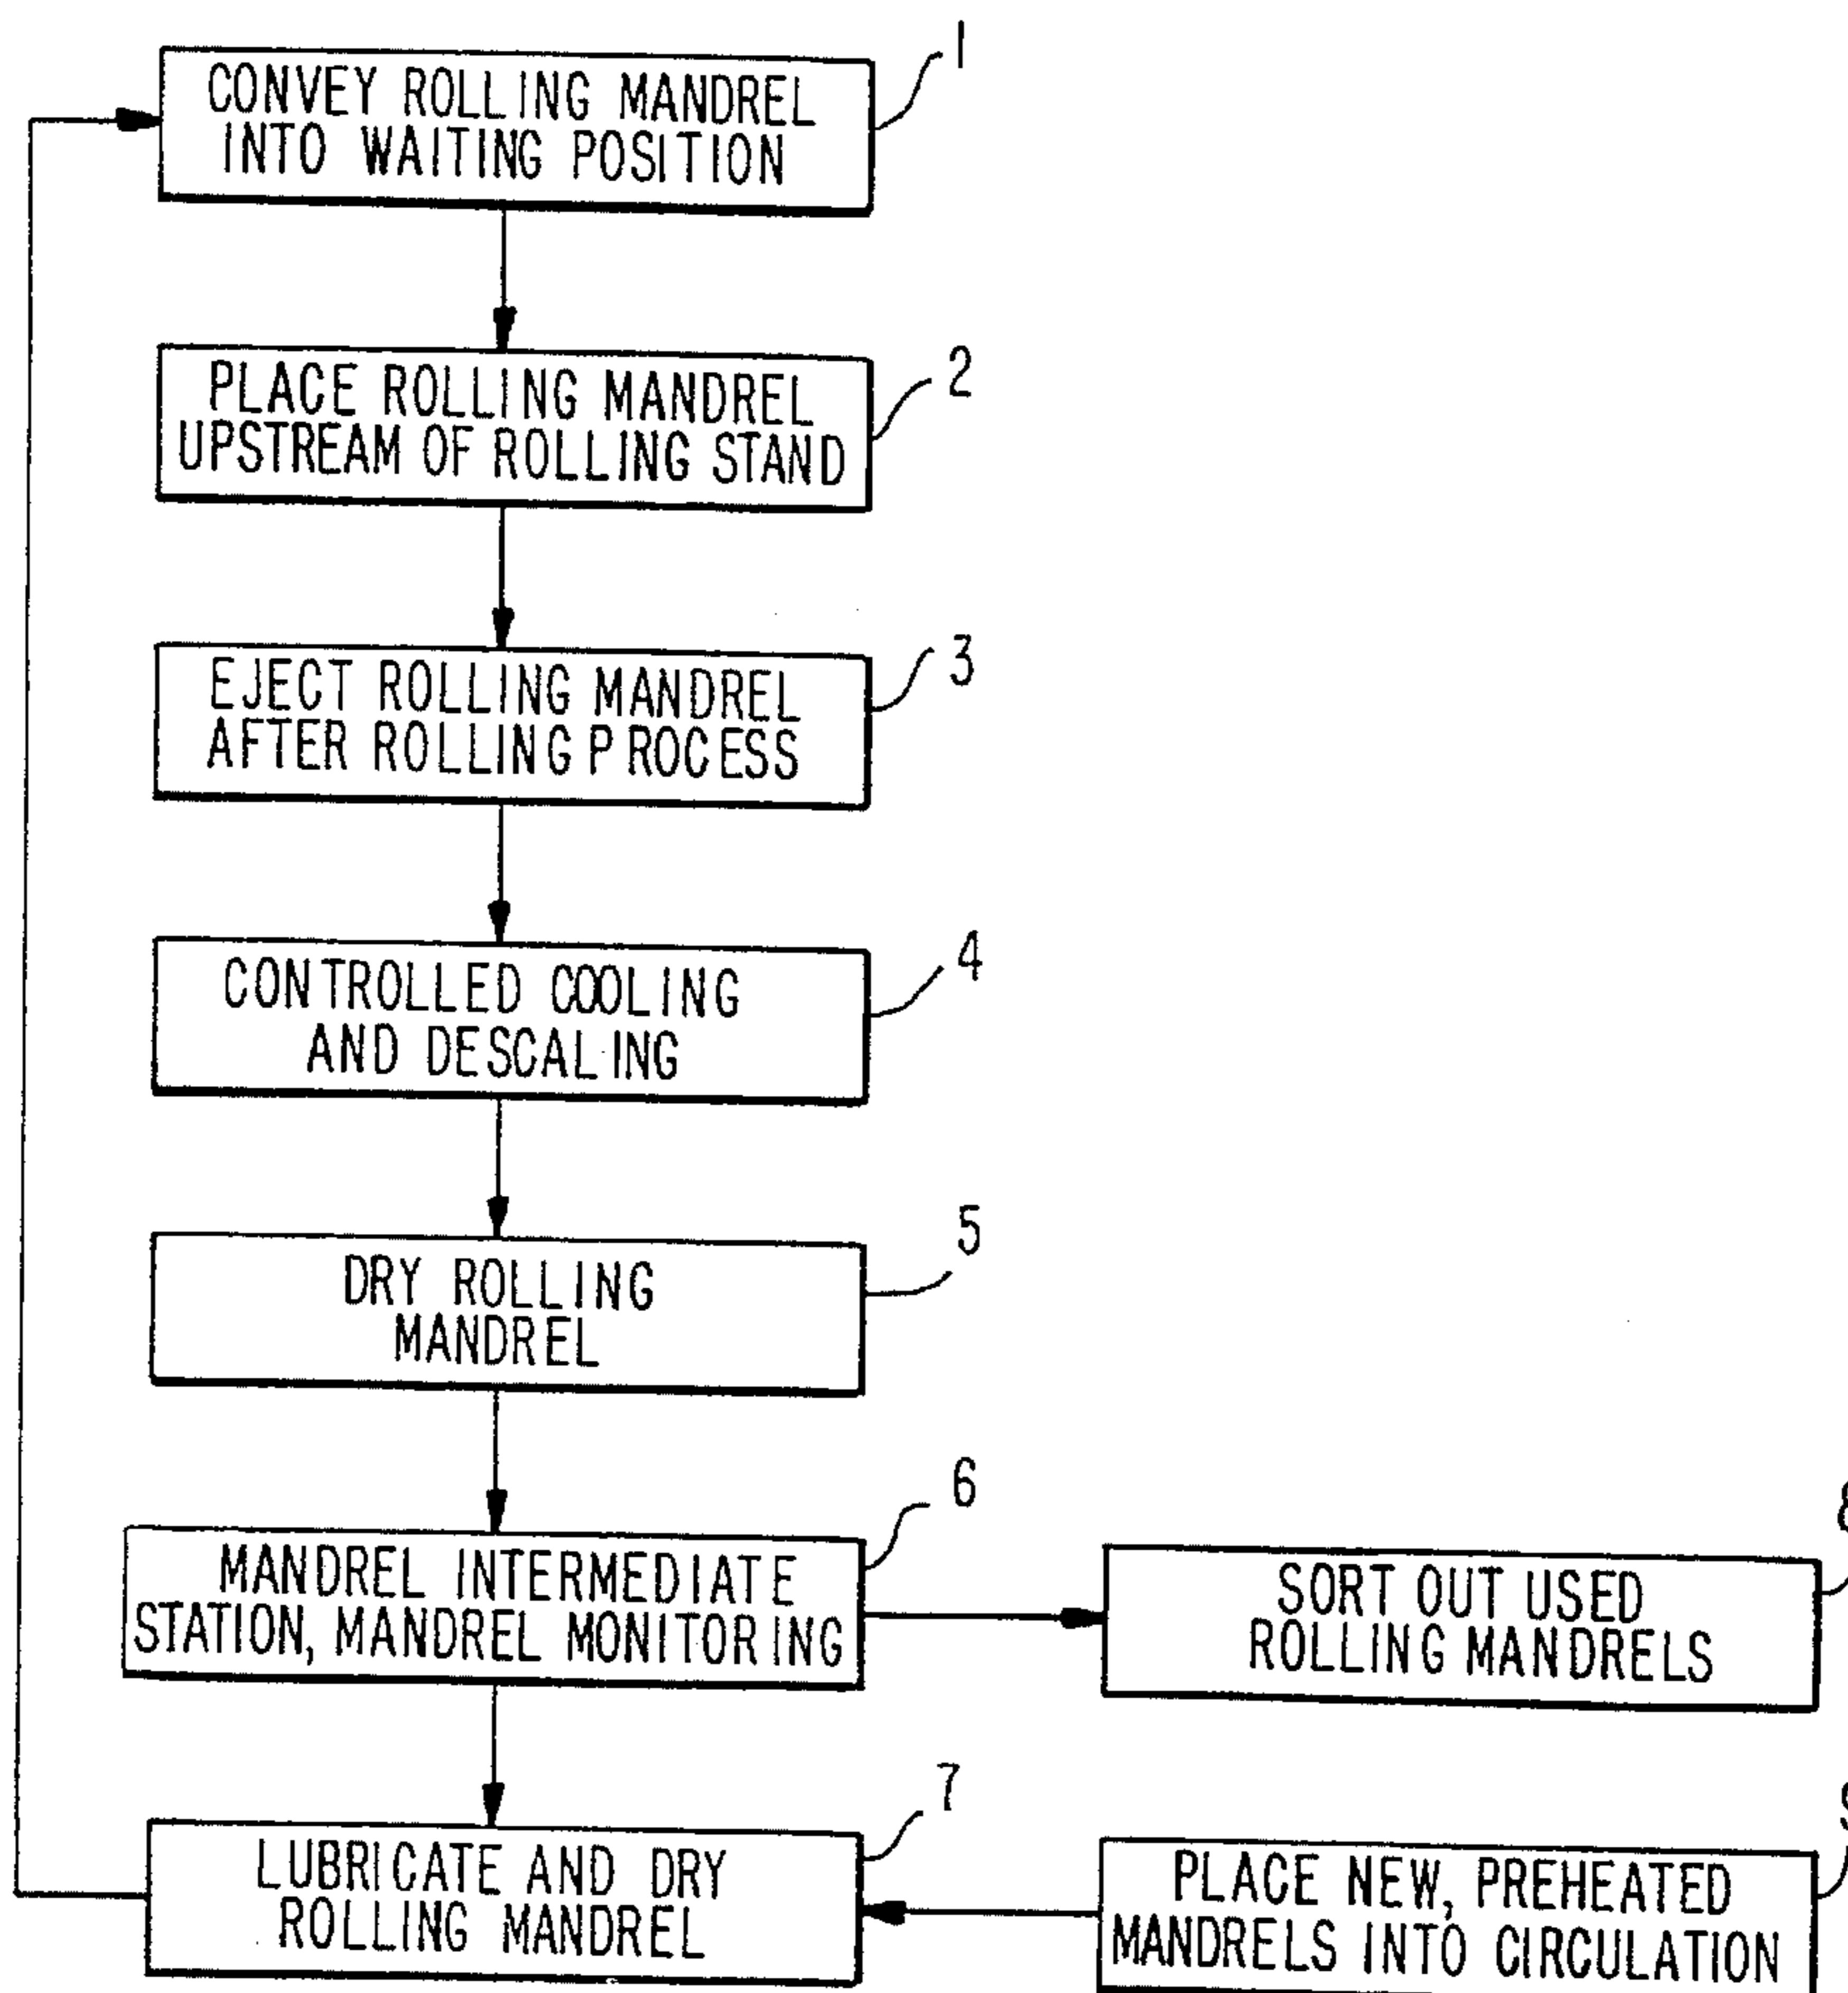 1
CONVEY ROLLING MANDREL
INTO WAITING POSITION
2
PLACE ROLLING MANDREL
UPSTREAM OF ROLLING STAND
3
EJECT ROLLING MANDREL
AFTER ROLLING PROCESS
4
CONTROLLED COOLING
AND DESCALING
5
DRY ROLLING
MANDREL
6
MANDREL INTERMEDIATE
STATION, MANDREL MONITORING
8
SORT OUT USED
ROLLING MANDRELS
7
LUBRICATE AND DRY
ROLLING MANDREL
9
PLACE NEW, PREHEATED
MANDRELS INTO CIRCULATION